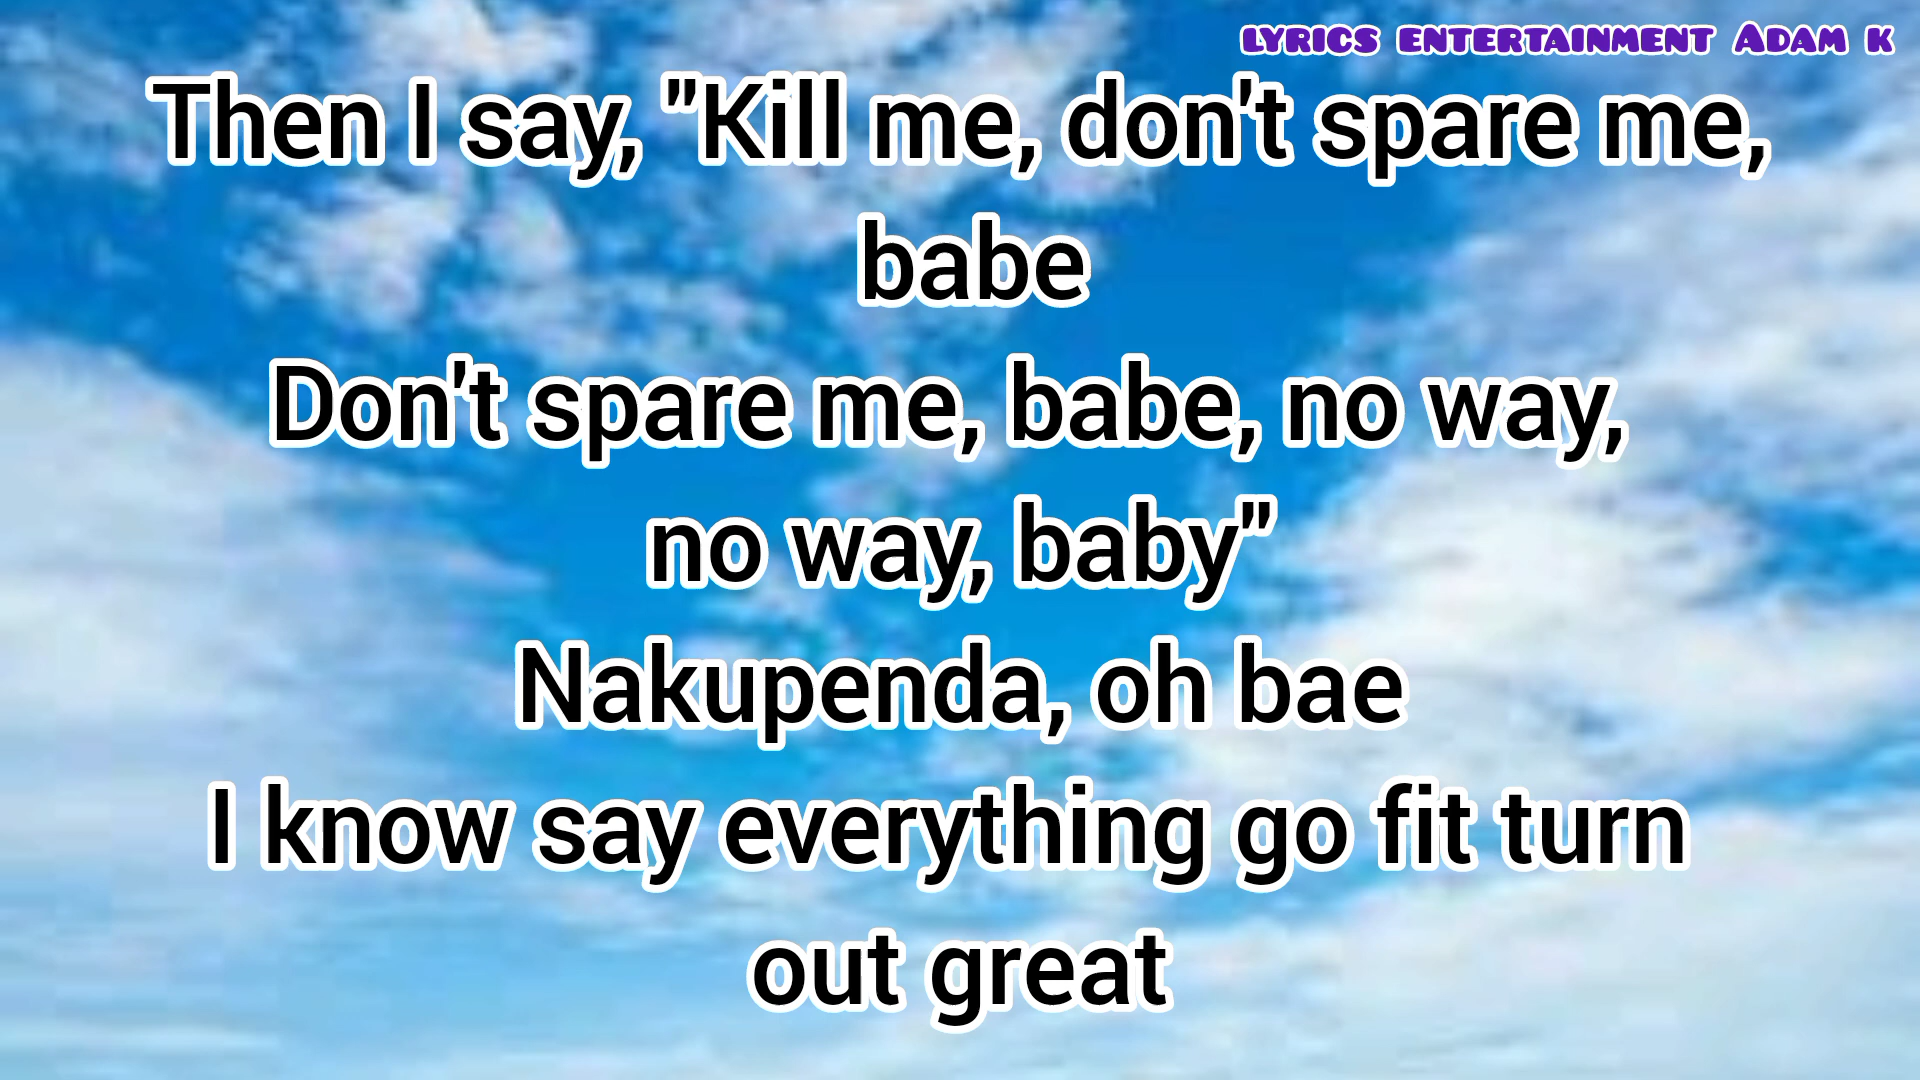 LYRICS ENTERTAINMENT ADAM K
Then I say, "Kill me, don't spare me,
babe
Don't spare me, babe, no way,
no way, baby"
Nakupenda, oh bae
I know say everything go fit turn
out great